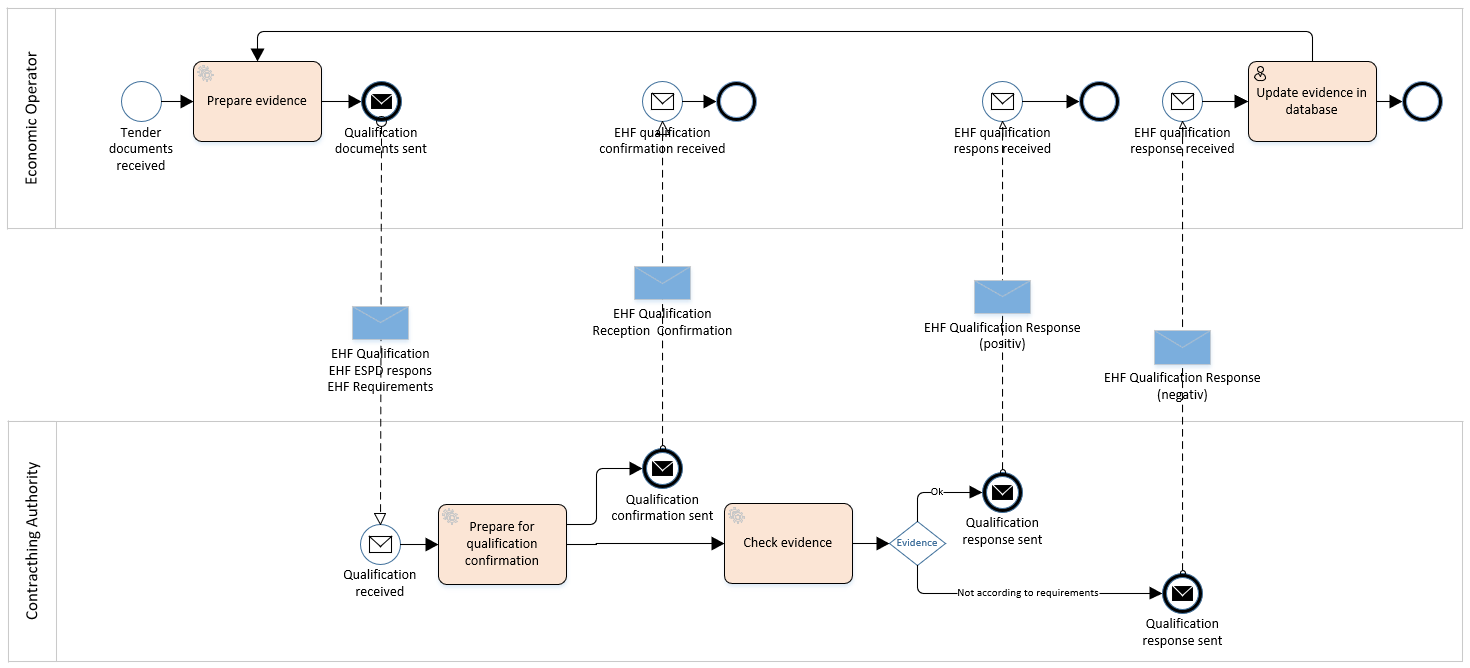 Economic Operator
Tender
documents
received
Prepare evidence
Qualification
documents sent
EHF qualification
confirmation received
EHF qualification
respons received
EHF qualification
response received
Update evidence in
database
EHF Qualification
EHF ESPD respons
EHF Requirements
EHF Qualification
Reception Confirmation
EHF Qualification Response
(positiv)
EHF Qualification Response
(negativ)
Contracthing Authority
Qualification
received
Prepare for
qualification
confirmation
Qualification
confirmation sent
Check evidence
Evidence
Ok
Qualification
response sent
Not according to requirements
Qualification
response sent